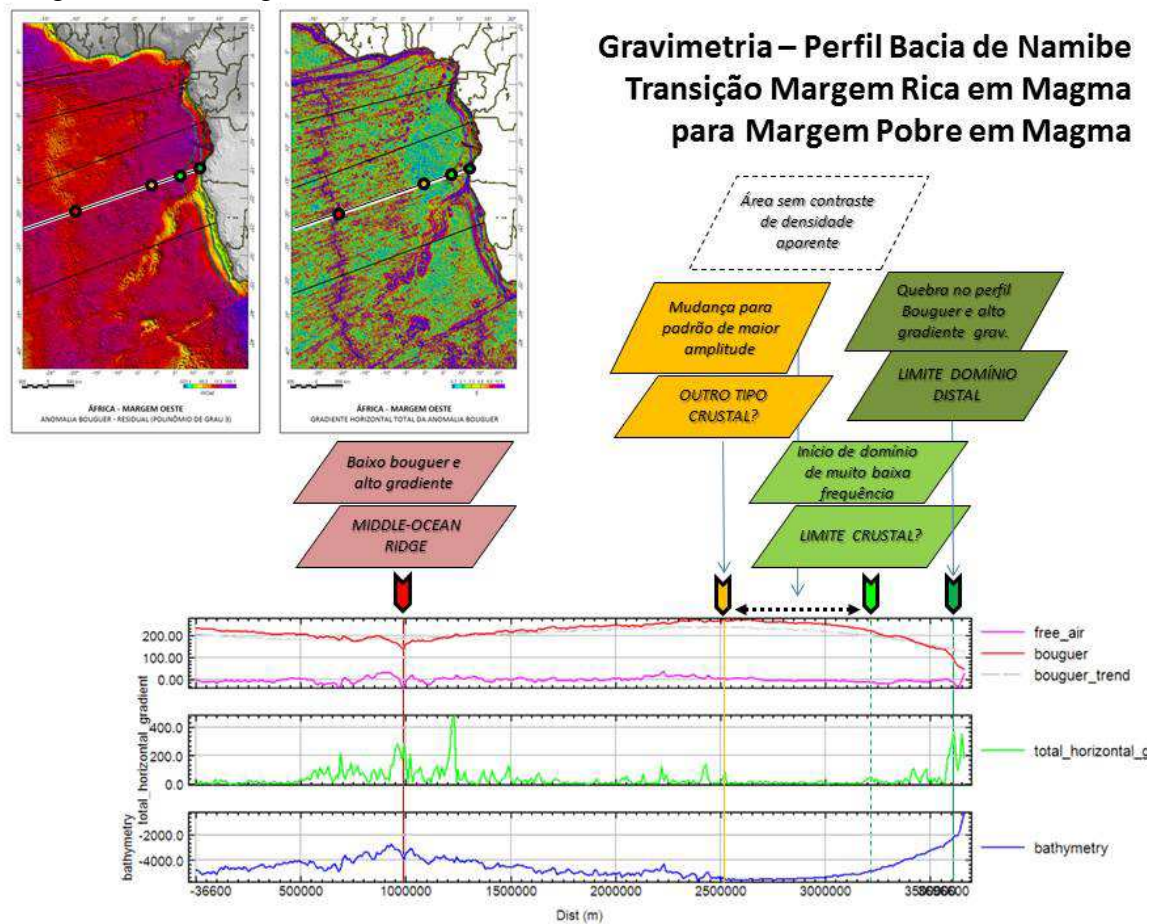 Gravimetria – Perfil Bacia de Namibe
Transição Margem Rica em Magma
para Margem Pobre em Magma
ÁFRICA - MARGEM OESTE
ANOMALIA BOUGUER - RESIDUAL (POLINÔMIO DE GRAU 3)
ÁFRICA - MARGEM OESTE
GRADIENTE HORIZONTAL TOTAL DA ANOMALIA BOUGUER
Área sem contraste
de densidade
aparente
Mudança para
padrão de maior
amplitude
OUTRO TIPO
CRUSTAL?
Quebra no perfil
Bouguer e alto
gradiente grav.
LIMITE DOMÍNIO
DISTAL
Baixo bouguer e
alto gradiente
MIDDLE-OCEAN
RIDGE
Início de domínio
de muito baixa
frequência
LIMITE CRUSTAL?
200.00
100.00
0.00
free_air
bouguer
bouguer_trend
total_horizontal_gradient
400.0
200.0
0.0
total_horizontal_g
bathymetry
-2000.0
-4000.0
bathymetry
-36600 500000 1000000 1500000 2000000 2500000 3000000
Dist (m)